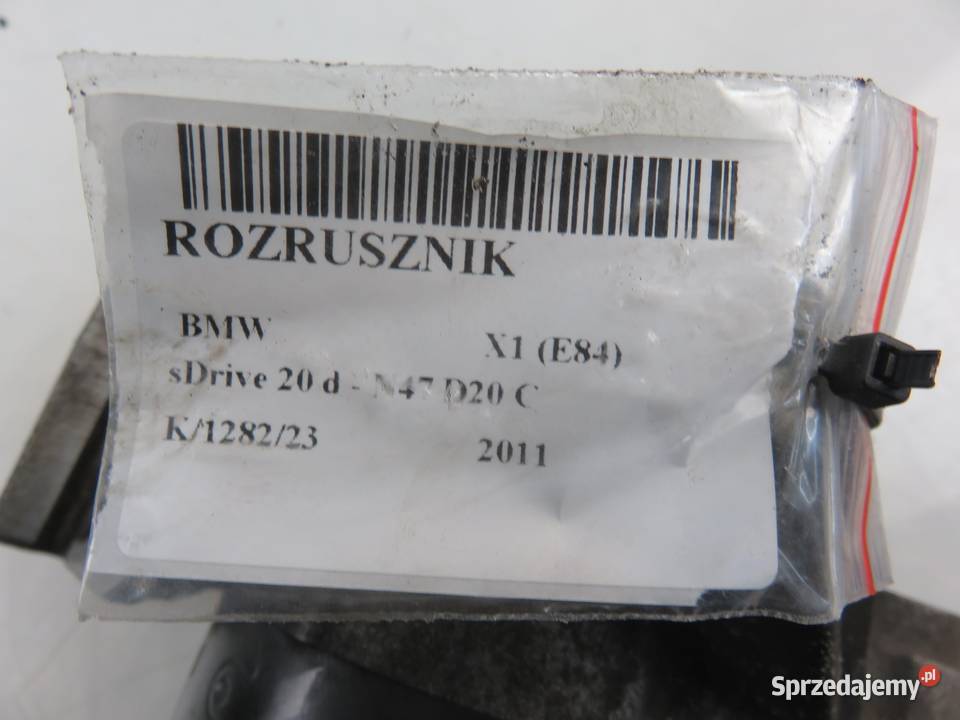 ROZRUSZNIK
BMW X1 (E84)
sDrive 20 d - N47 D20 C
K/1282/23 2011
Sprzedajemy.pl